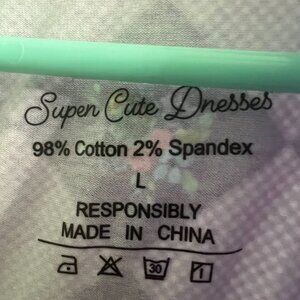 Super Cute Dresses
98% Cotton 2% Spandex
L
RESPONSIBLY
MADE IN CHINA
30